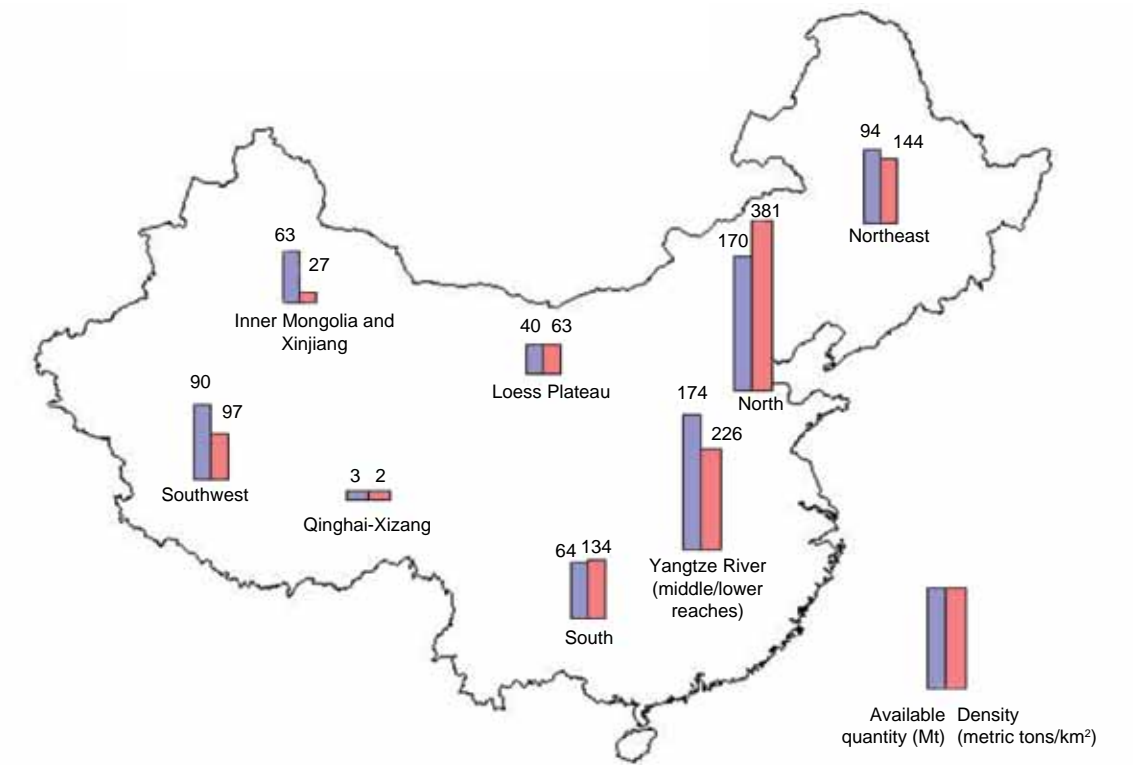 94
144
Northeast
381
170
North
63
27
Inner Mongolia and
Xinjiang
40 63
Loess Plateau
90
97
Southwest
174
226
Yangtze River
(middle/lower
reaches)
3 2
Qinghai-Xizang
64 134
South
Available Density
quantity (Mt) (metric tons/km²)